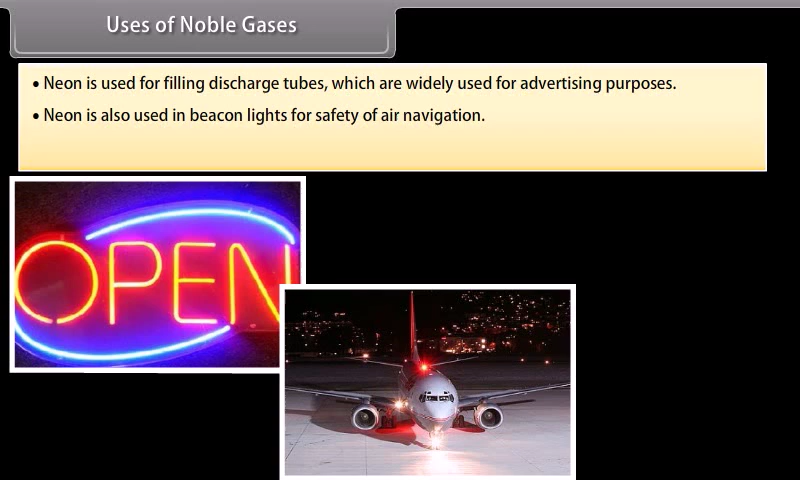 Uses of Noble Gases
• Neon is used for filling discharge tubes, which are widely used for advertising purposes.
• Neon is also used in beacon lights for safety of air navigation.
OPEN